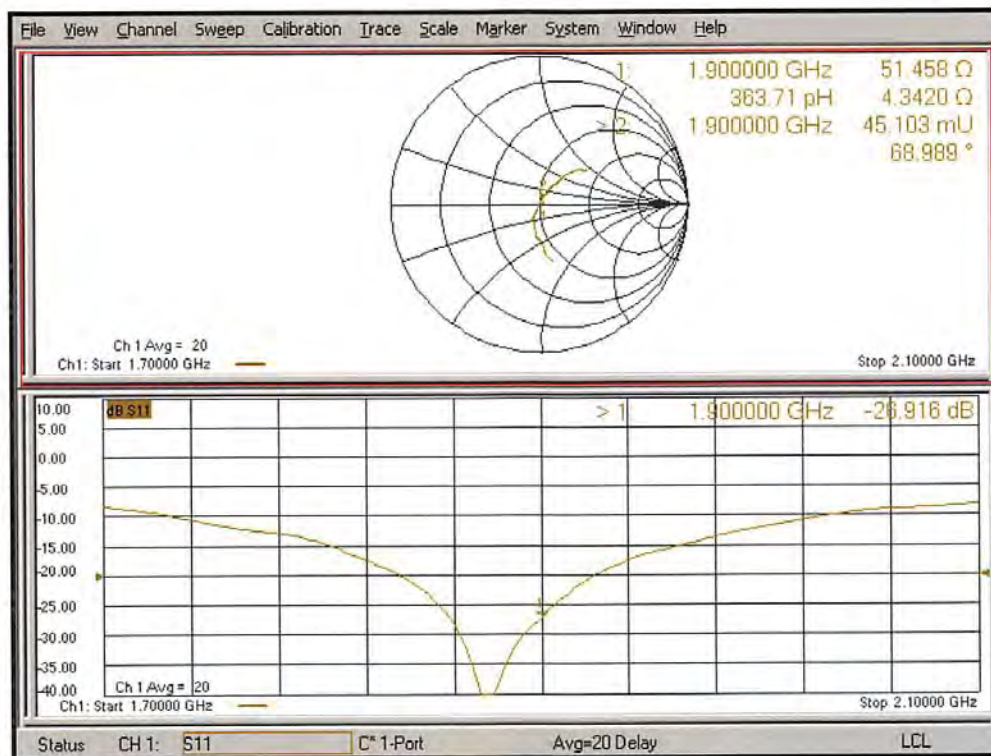 File View Channel Sweep Calibration Trace Scale Marker System Window Help
1: 1.900000 GHz 51.458 Ω
363.71 pH 4.3420 Ω
> 2: 1.900000 GHz 45.103 mU
68.989 °
Ch 1 Avg = 20
Ch1: Start 1.70000 GHz
Stop 2.10000 GHz
10.00
dB S11
> 1: 1.900000 GHz -26.916 dB
5.00
0.00
-5.00
-10.00
-15.00
-20.00
-25.00
1
-30.00
-35.00
-40.00
Ch 1 Avg = 20
Ch1: Start 1.70000 GHz
Stop 2.10000 GHz
Status CH 1: S11 C* 1-Port Avg=20 Delay LCL